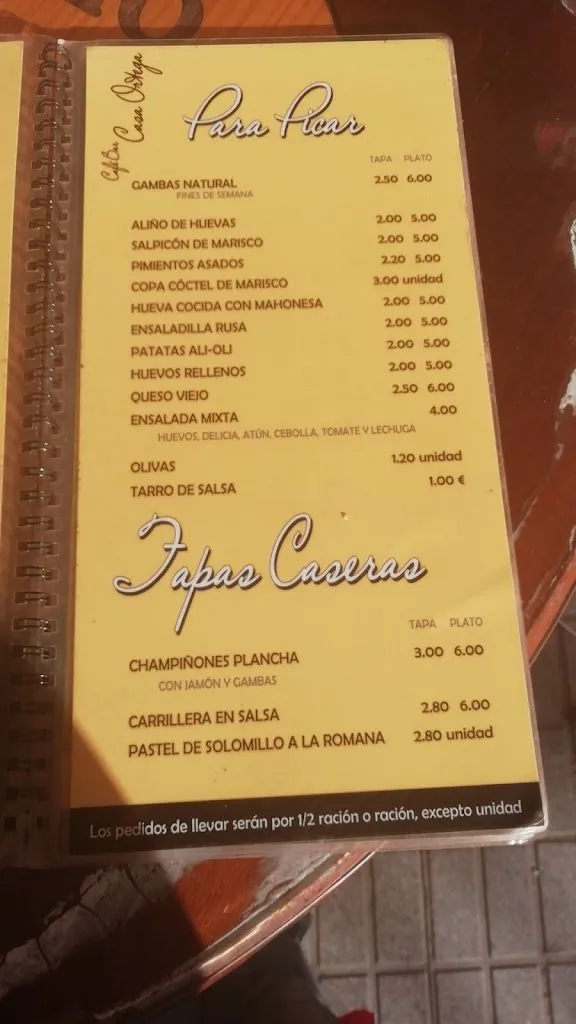 Café Bar Casa Ortega
Para Picar
TAPA PLATO
GAMBAS NATURAL 2.50 6.00
FINES DE SEMANA
ALIÑO DE HUEVAS 2.00 5.00
SALPICÓN DE MARISCO 2.00 5.00
PIMIENTOS ASADOS 2.20 5.00
COPA CÓCTEL DE MARISCO 3.00 unidad
HUEVA COCIDA CON MAHONESA 2.00 5.00
ENSALADILLA RUSA 2.00 5.00
PATATAS ALI-OLI 2.00 5.00
HUEVOS RELLENOS 2.00 5.00
QUESO VIEJO 2.50 6.00
ENSALADA MIXTA 4.00
HUEVOS, DELICIA, ATÚN, CEBOLLA, TOMATE Y LECHUGA
OLIVAS 1.20 unidad
TARRO DE SALSA 1.00 €
Tapas Caseras
TAPA PLATO
CHAMPIÑONES PLANCHA 3.00 6.00
CON JAMÓN Y GAMBAS
CARRILLERA EN SALSA 2.80 6.00
PASTEL DE SOLOMILLO A LA ROMANA 2.80 unidad
Los pedidos de llevar serán por 1/2 ración o ración, excepto unidad